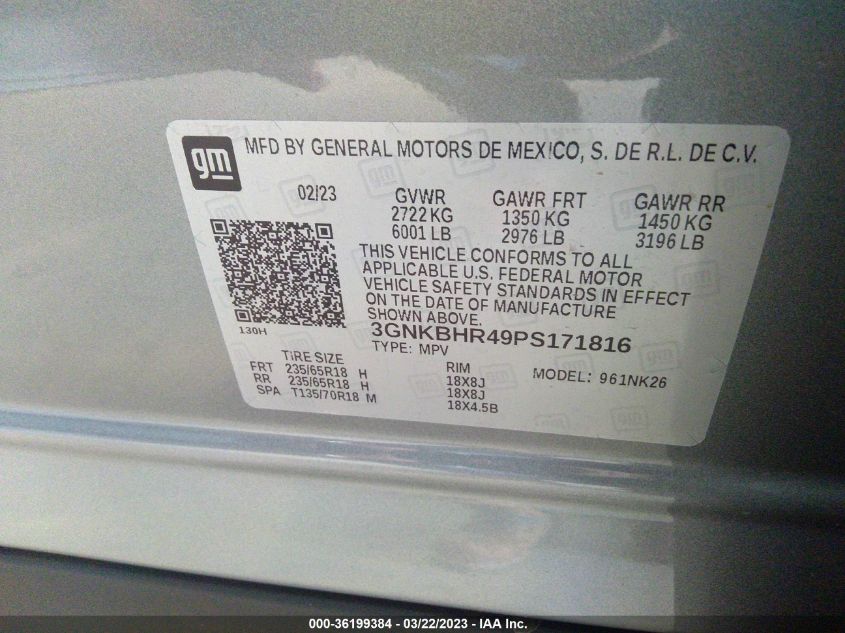 gm
MFD BY GENERAL MOTORS DE MEXICO, S. DE R.L. DE C.V.
02/23 GVWR GAWR FRT GAWR RR
2722 KG 1350 KG 1450 KG
6001 LB 2976 LB 3196 LB
THIS VEHICLE CONFORMS TO ALL
APPLICABLE U.S. FEDERAL MOTOR
VEHICLE SAFETY STANDARDS IN EFFECT
ON THE DATE OF MANUFACTURE
SHOWN ABOVE.
130H
3GNKBHR49PS171816
TYPE: MPV
TIRE SIZE RIM MODEL: 961NK26
FRT 235/65R18 H 18X8J
RR 235/65R18 H 18X8J
SPA T135/70R18 M 18X4.5B
000-36199384 - 03/22/2023 - IAA Inc.